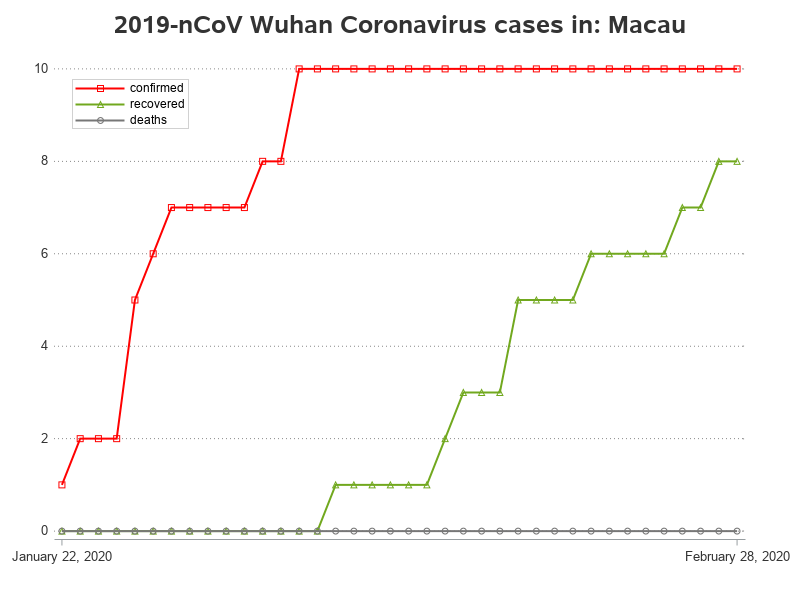 2019-nCoV Wuhan Coronavirus cases in: Macau
10
confirmed
recovered
deaths
8
6
4
2
0
January 22, 2020
February 28, 2020